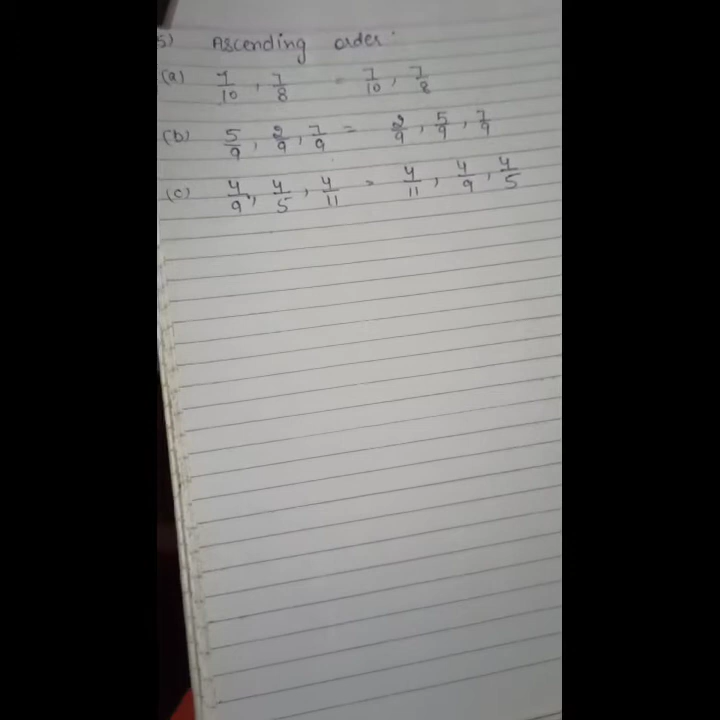 5) Ascending order:
(a) 7/10, 7/8 = 7/10, 7/8
(b) 5/9, 2/9, 7/9 = 2/9, 5/9, 7/9
(c) 4/9, 4/5, 4/11 = 4/11, 4/9, 4/5